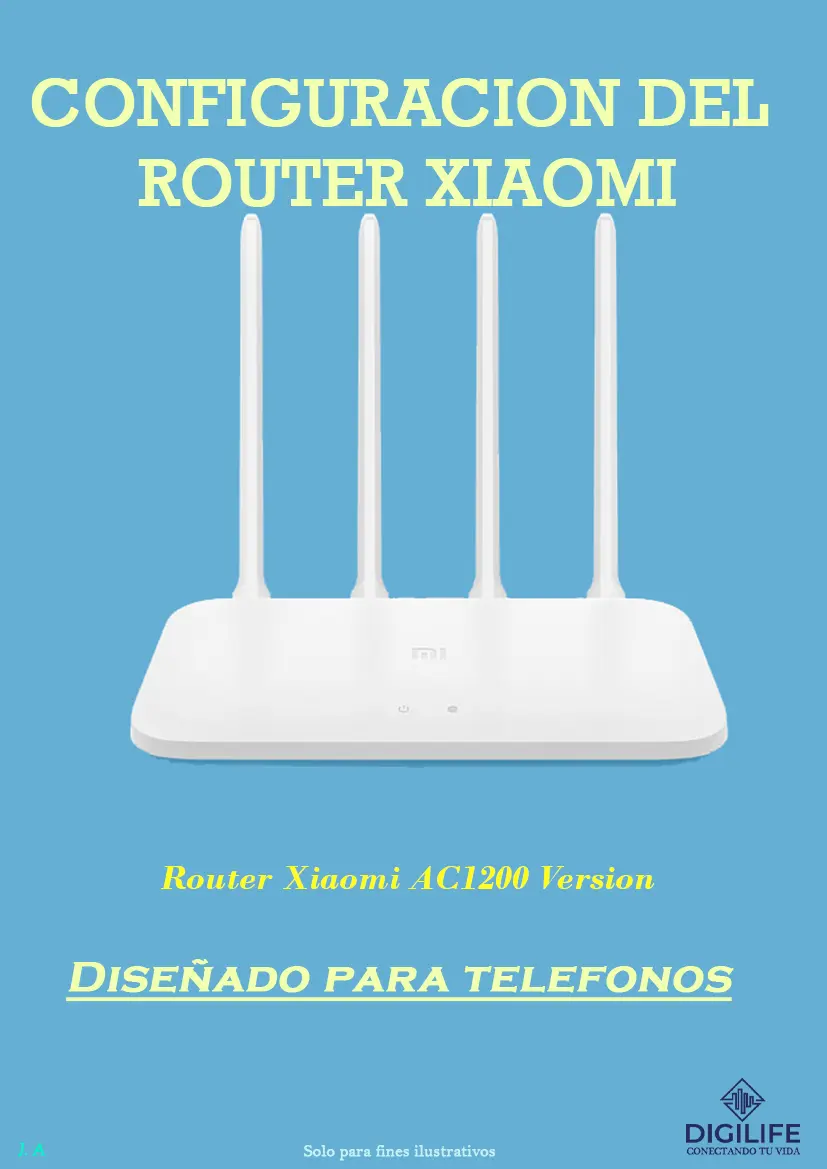 CONFIGURACION DEL
ROUTER XIAOMI
MI
Router Xiaomi AC1200 Version
DISEÑADO PARA TELEFONOS
J. A
Solo para fines ilustrativos
DIGILIFE
CONECTANDO TU VIDA